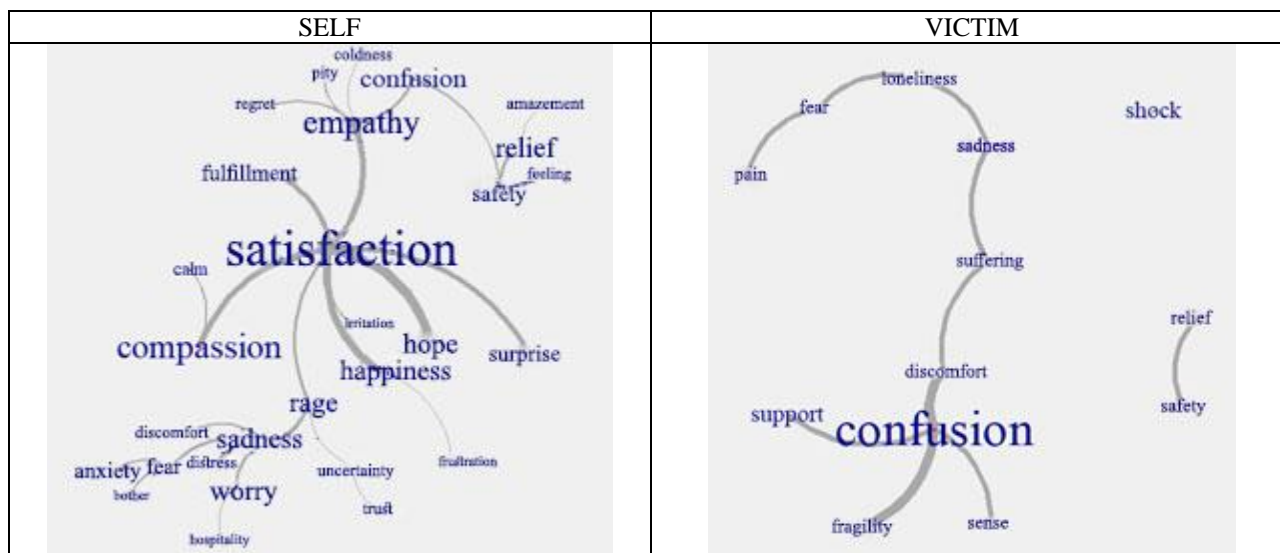 SELF
coldness
pity
confusion
regret
amazement
empathy
relief
fulfillment
feeling
safety
satisfaction
calm
irritation
hope
compassion
surprise
happiness
rage
discomfort
sadness
distress
frustration
anxiety
fear
uncertainty
bother
worry
trust
hospitality
VICTIM
loneliness
fear
shock
sadness
pain
suffering
relief
discomfort
safety
support
confusion
fragility
sense